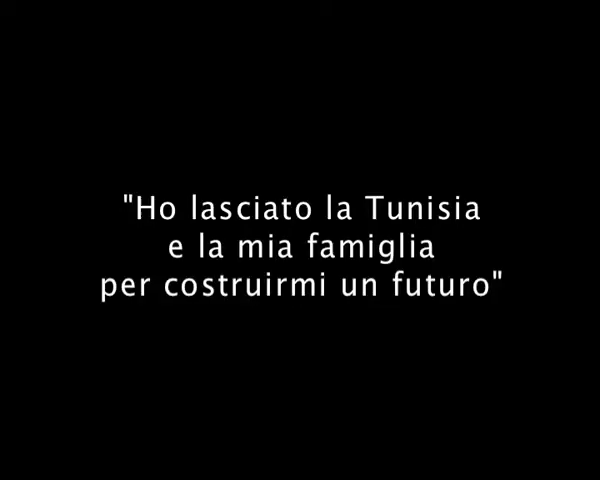 "Ho lasciato la Tunisia
e la mia famiglia
per costruirmi un futuro"